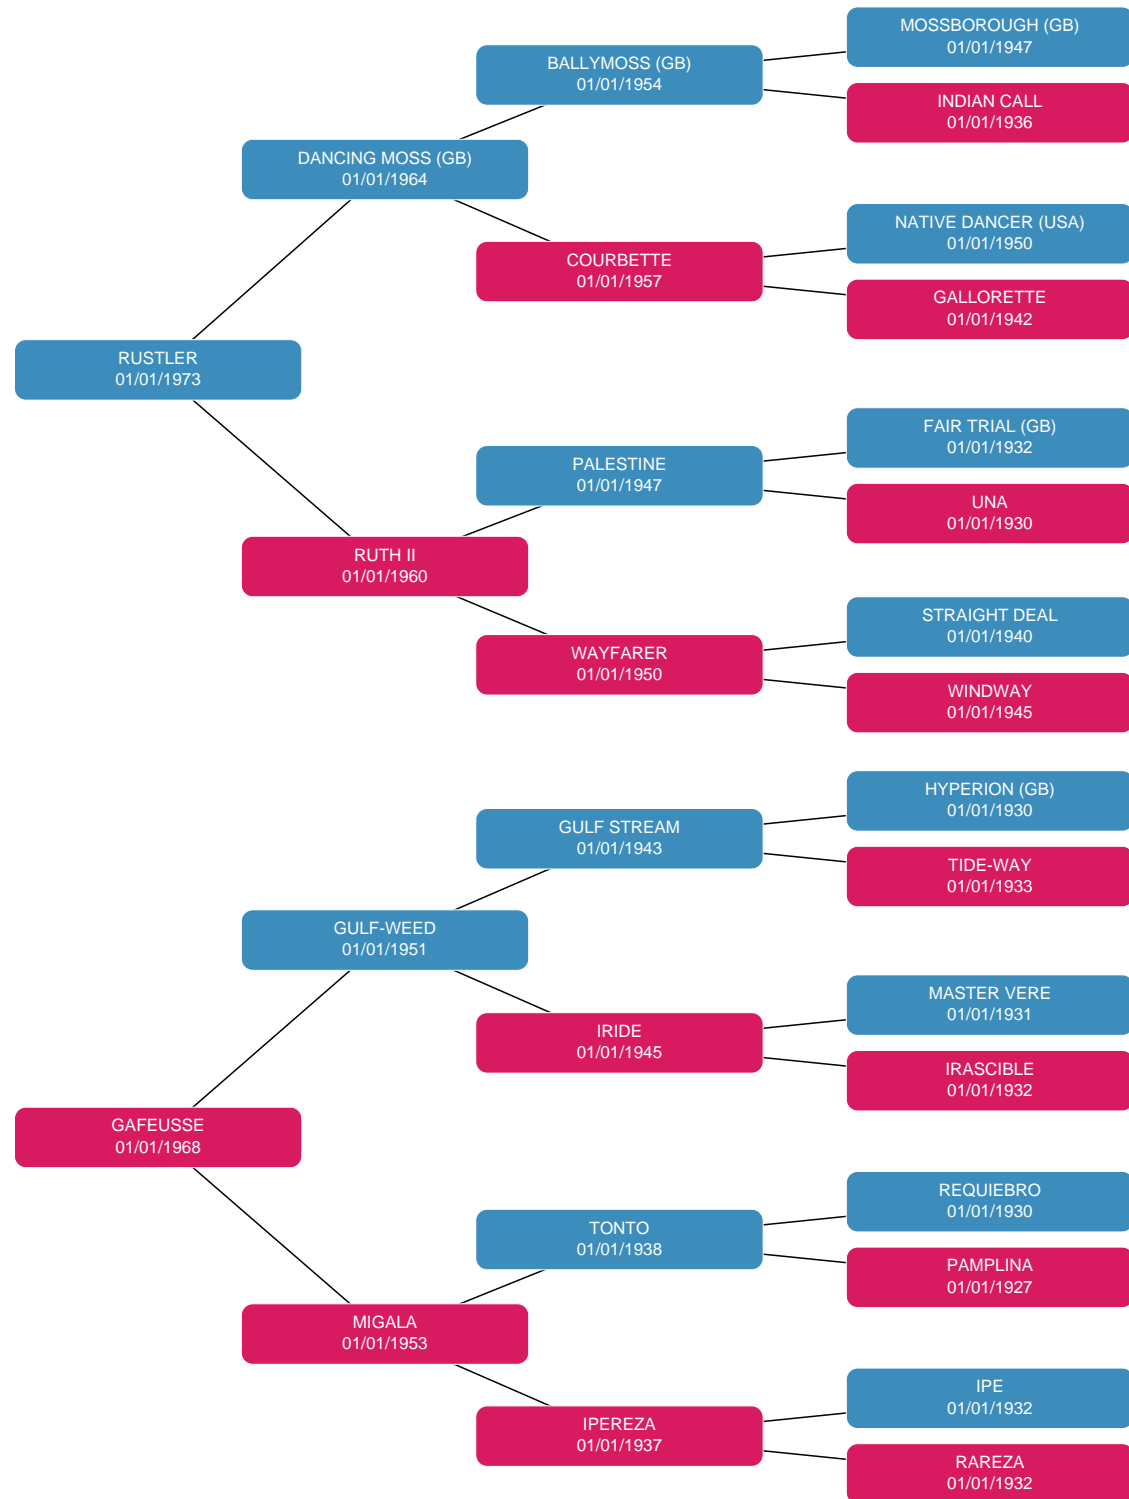 MOSSBOROUGH (GB)
01/01/1947
BALLYMOSS (GB)
01/01/1954
INDIAN CALL
01/01/1936
DANCING MOSS (GB)
01/01/1964
NATIVE DANCER (USA)
01/01/1950
COURBETTE
01/01/1957
GALLORETTE
01/01/1942
RUSTLER
01/01/1973
FAIR TRIAL (GB)
01/01/1932
PALESTINE
01/01/1947
UNA
01/01/1930
RUTH II
01/01/1960
STRAIGHT DEAL
01/01/1940
WAYFARER
01/01/1950
WINDWAY
01/01/1945
HYPERION (GB)
01/01/1930
GULF STREAM
01/01/1943
TIDE-WAY
01/01/1933
GULF-WEED
01/01/1951
MASTER VERE
01/01/1931
IRIDE
01/01/1945
IRASCIBLE
01/01/1932
GAFEUSSE
01/01/1968
REQUIEBRO
01/01/1930
TONTO
01/01/1938
PAMPLINA
01/01/1927
MIGALA
01/01/1953
IPE
01/01/1932
IPEREZA
01/01/1937
RAREZA
01/01/1932